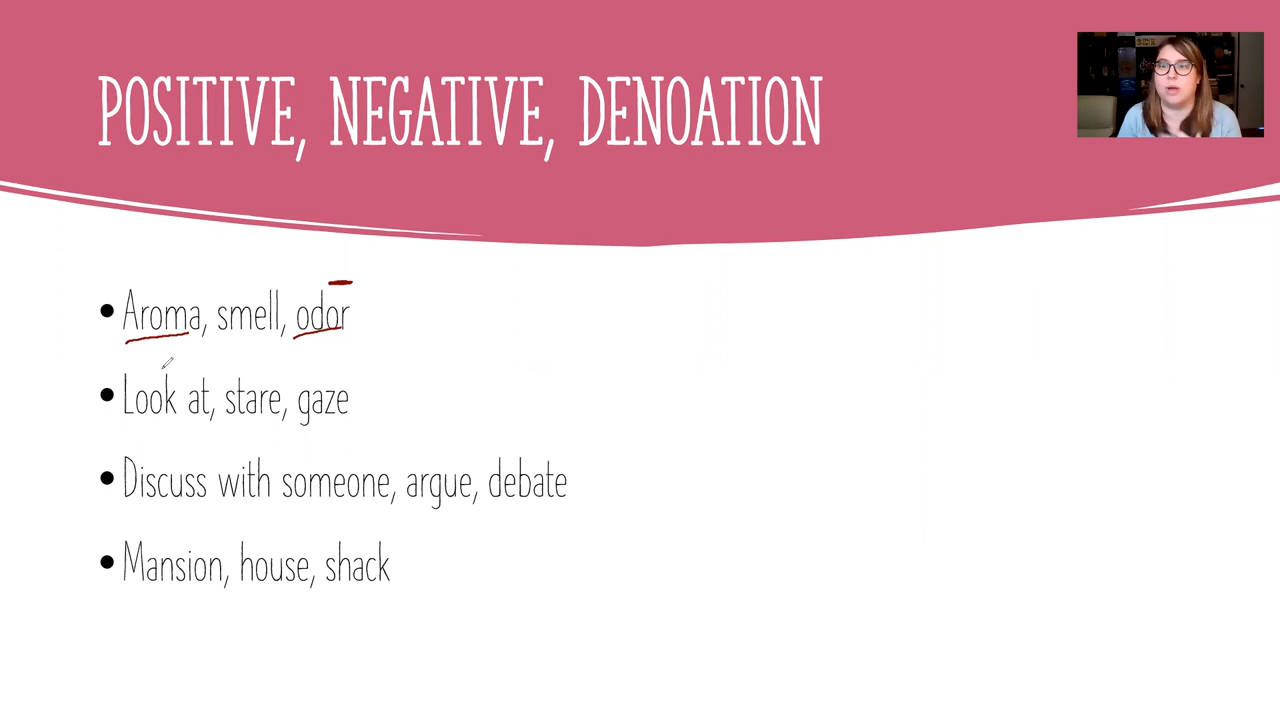 POSITIVE, NEGATIVE, DENOATION
• Aroma, smell, odor
• Look at, stare, gaze
• Discuss with someone, argue, debate
• Mansion, house, shack